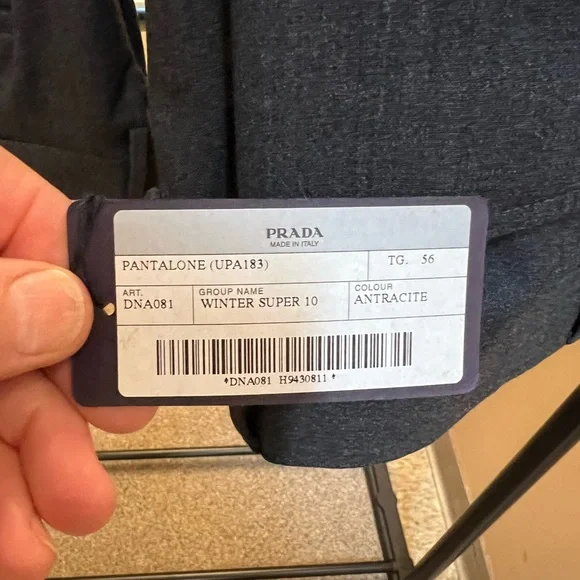 PRADA
MADE IN ITALY
PANTALONE (UPA183)
TG. 56
ART.
DNA081
GROUP NAME
WINTER SUPER 10
COLOUR
ANTRACITE
*DNA081 H9430811 *